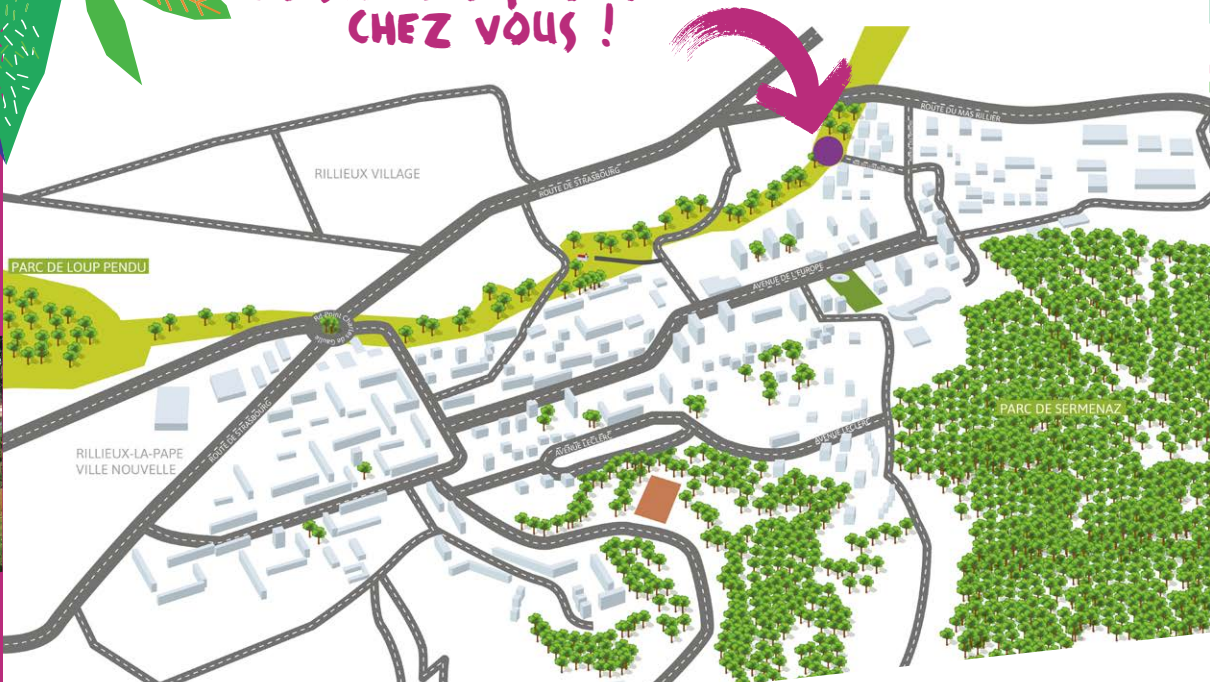 CHEZ VOUS !
ROUTE DU MAS RILLIER
RILLIEUX VILLAGE
ROUTE DE STRASBOURG
PARC DE LOUP PENDU
AVENUE DE L'EUROPE
PARC DE SERMENAZ
ROUTE DE STRASBOURG
AVENUE LECLERC
AVENUE LECLERC
RILLIEUX-LA-PAPE
VILLE NOUVELLE